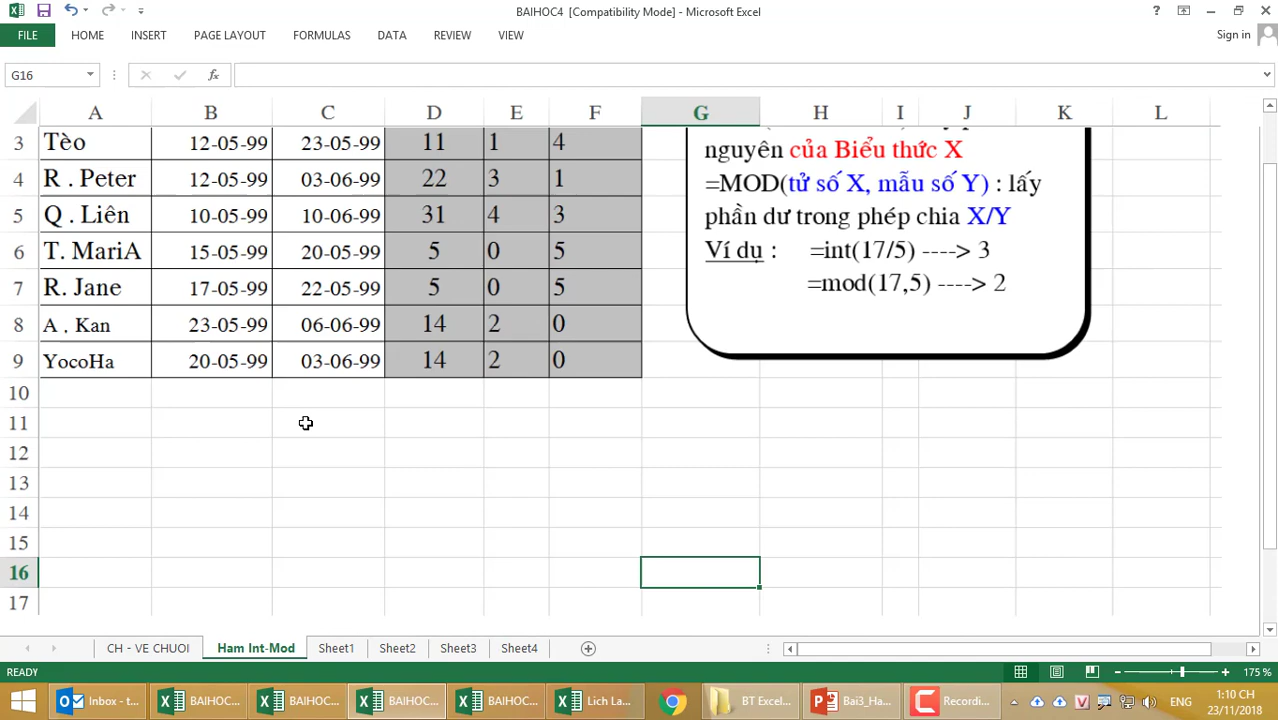 BAIHOC4 [Compatibility Mode] - Microsoft Excel
FILE HOME INSERT PAGE LAYOUT FORMULAS DATA REVIEW VIEW
Sign in
G16
fx
A B C D E F G H I J K L
3 Tèo 12-05-99 23-05-99 11 1 4
4 R . Peter 12-05-99 03-06-99 22 3 1
5 Q . Liên 10-05-99 10-06-99 31 4 3
6 T. MariA 15-05-99 20-05-99 5 0 5
7 R. Jane 17-05-99 22-05-99 5 0 5
8 A . Kan 23-05-99 06-06-99 14 2 0
9 YocoHa 20-05-99 03-06-99 14 2 0
10
11
12
13
14
15
16
17
nguyên của Biểu thức X
=MOD(tử số X, mẫu số Y) : lấy
phần dư trong phép chia X/Y
Ví dụ : =int(17/5) ----> 3
=mod(17,5) ----> 2
CH - VE CHUOI Ham Int-Mod Sheet1 Sheet2 Sheet3 Sheet4
READY
175 %
Inbox - t... BAIHOC... BAIHOC... BAIHOC... BAIHOC... Lich La... BT Excel... Bai3_Ha... Recordi...
ENG
1:10 CH
23/11/2018